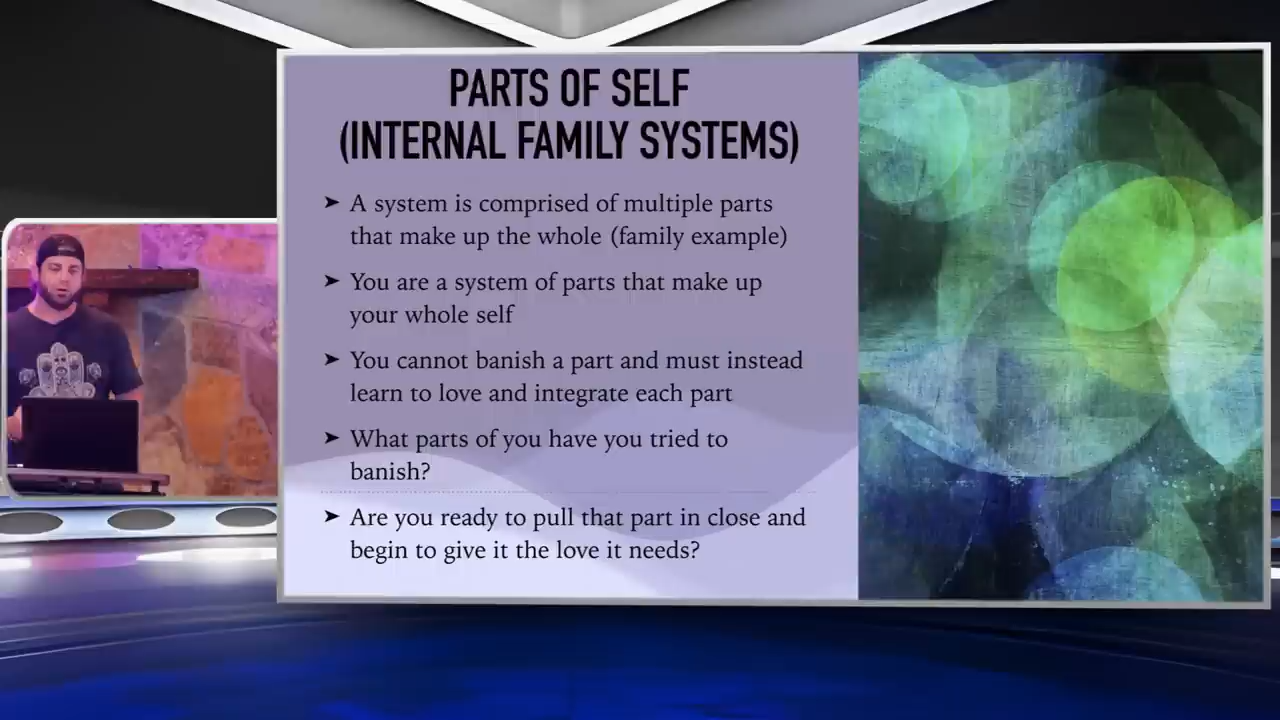 PARTS OF SELF
(INTERNAL FAMILY SYSTEMS)
➤ A system is comprised of multiple parts
that make up the whole (family example)
➤ You are a system of parts that make up
your whole self
➤ You cannot banish a part and must instead
learn to love and integrate each part
➤ What parts of you have you tried to
banish?
➤ Are you ready to pull that part in close and
begin to give it the love it needs?